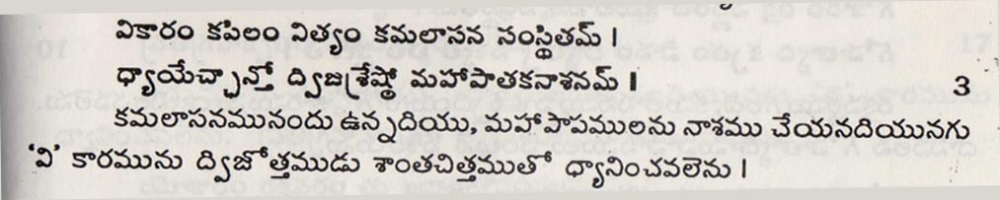 వికారం కపిలం నిత్యం కమలాసన సంస్థితమ్ |
ధ్యాయేచ్ఛాన్తో ద్విజశ్రేష్ఠో మహాపాతకనాశనమ్ | 3
కమలాసనమునందు ఉన్నదియు, మహాపాపములను నాశము చేయనదియునగు
‘వి’ కారమును ద్విజోత్తముడు శాంతచిత్తముతో ధ్యానించవలెను |